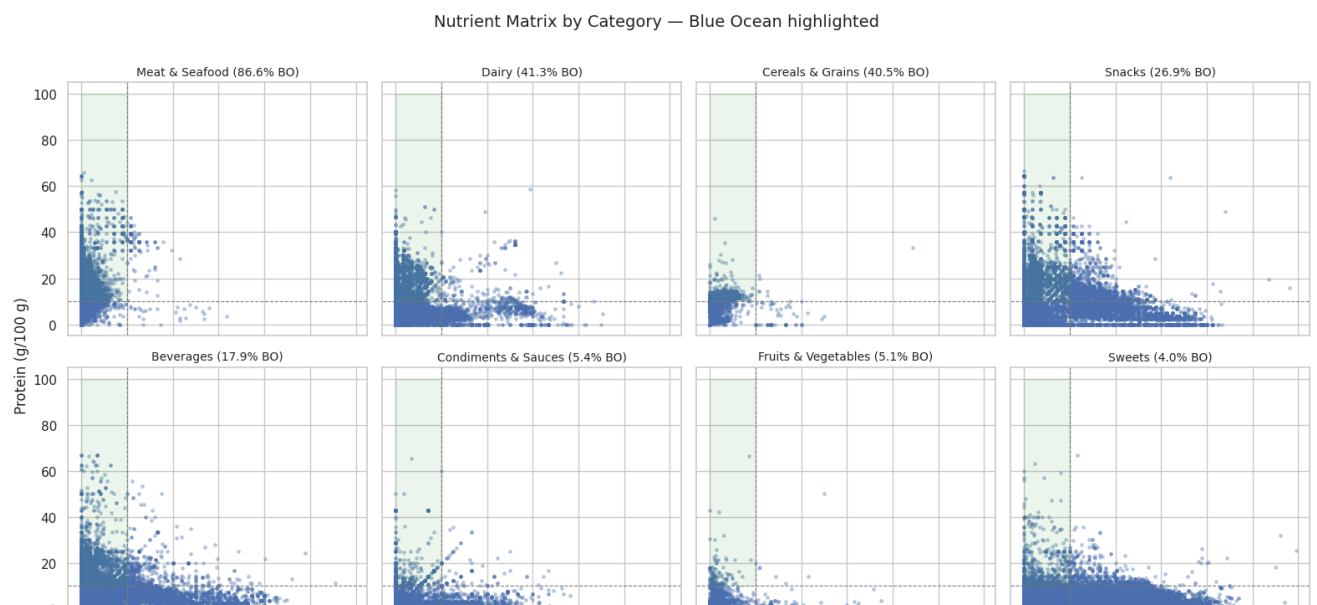 Nutrient Matrix by Category — Blue Ocean highlighted
Meat & Seafood (86.6% BO)
Dairy (41.3% BO)
Cereals & Grains (40.5% BO)
Snacks (26.9% BO)
100
80
60
40
20
0
Protein (g/100 g)
Beverages (17.9% BO)
Condiments & Sauces (5.4% BO)
Fruits & Vegetables (5.1% BO)
Sweets (4.0% BO)
100
80
60
40
20